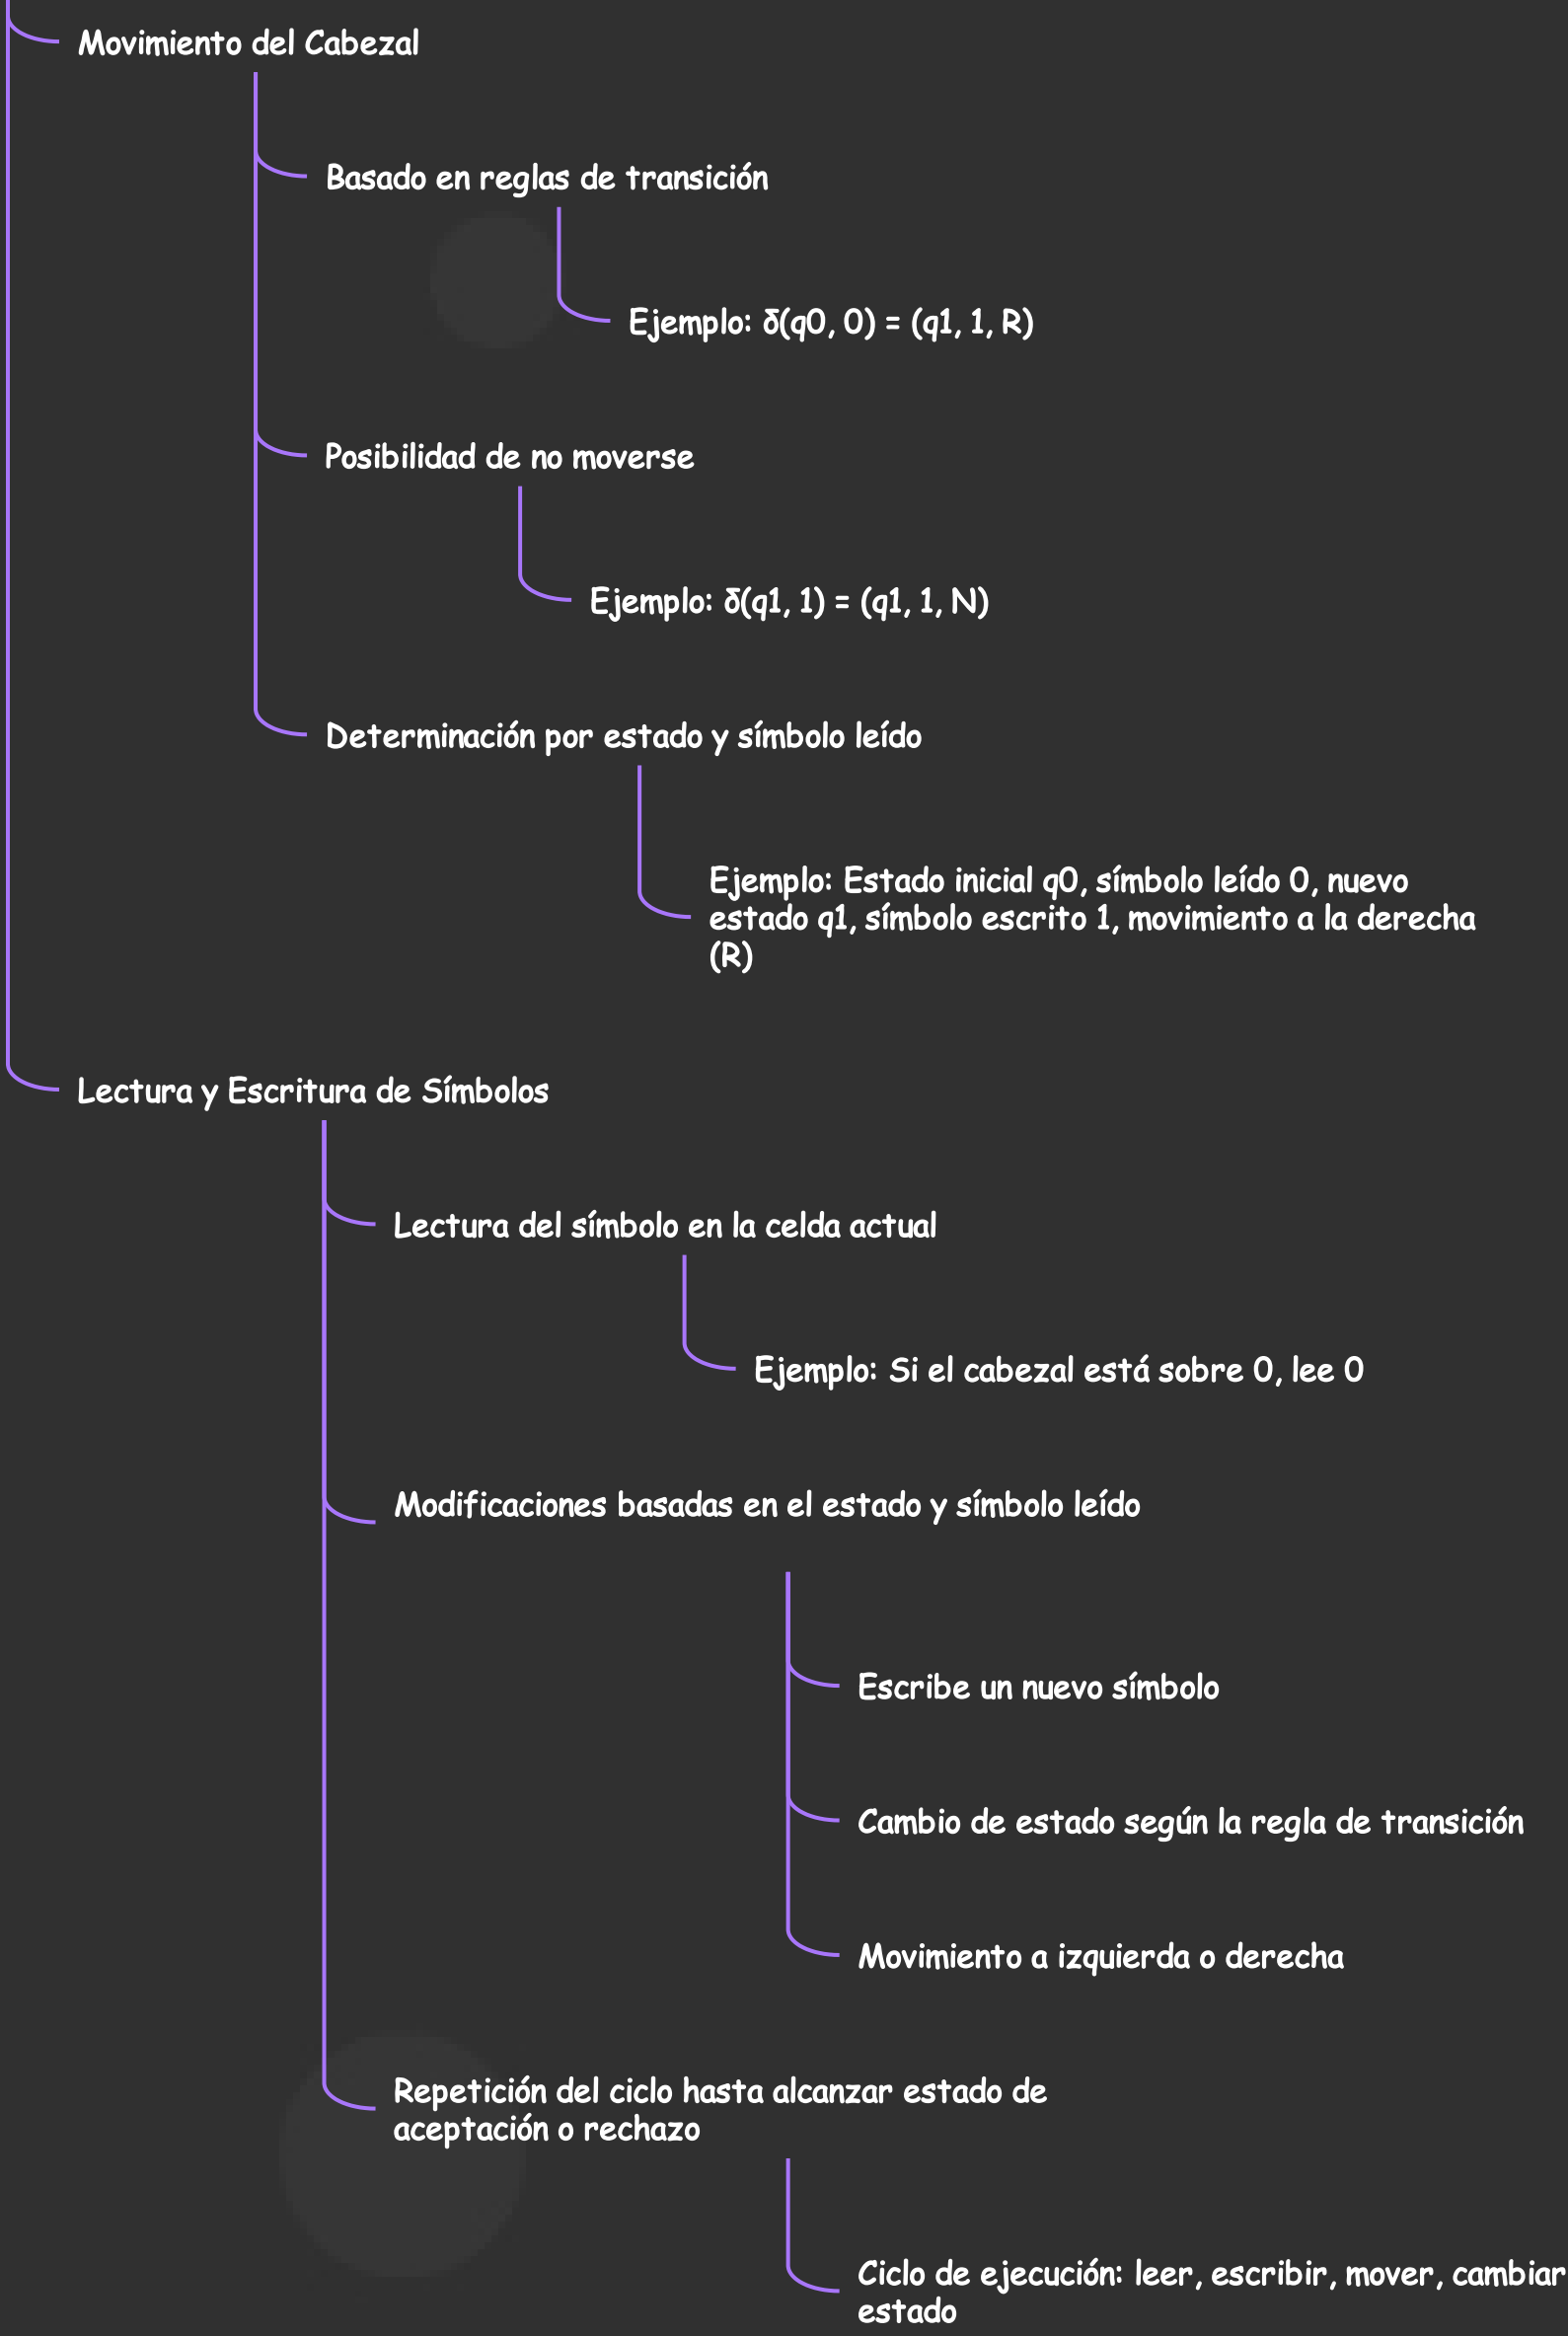 Movimiento del Cabezal
Basado en reglas de transición
Ejemplo: δ(q0, 0) = (q1, 1, R)
Posibilidad de no moverse
Ejemplo: δ(q1, 1) = (q1, 1, N)
Determinación por estado y símbolo leído
Ejemplo: Estado inicial q0, símbolo leído 0, nuevo
estado q1, símbolo escrito 1, movimiento a la derecha
(R)
Lectura y Escritura de Símbolos
Lectura del símbolo en la celda actual
Ejemplo: Si el cabezal está sobre 0, lee 0
Modificaciones basadas en el estado y símbolo leído
Escribe un nuevo símbolo
Cambio de estado según la regla de transición
Movimiento a izquierda o derecha
Repetición del ciclo hasta alcanzar estado de
aceptación o rechazo
Ciclo de ejecución: leer, escribir, mover, cambiar
estado